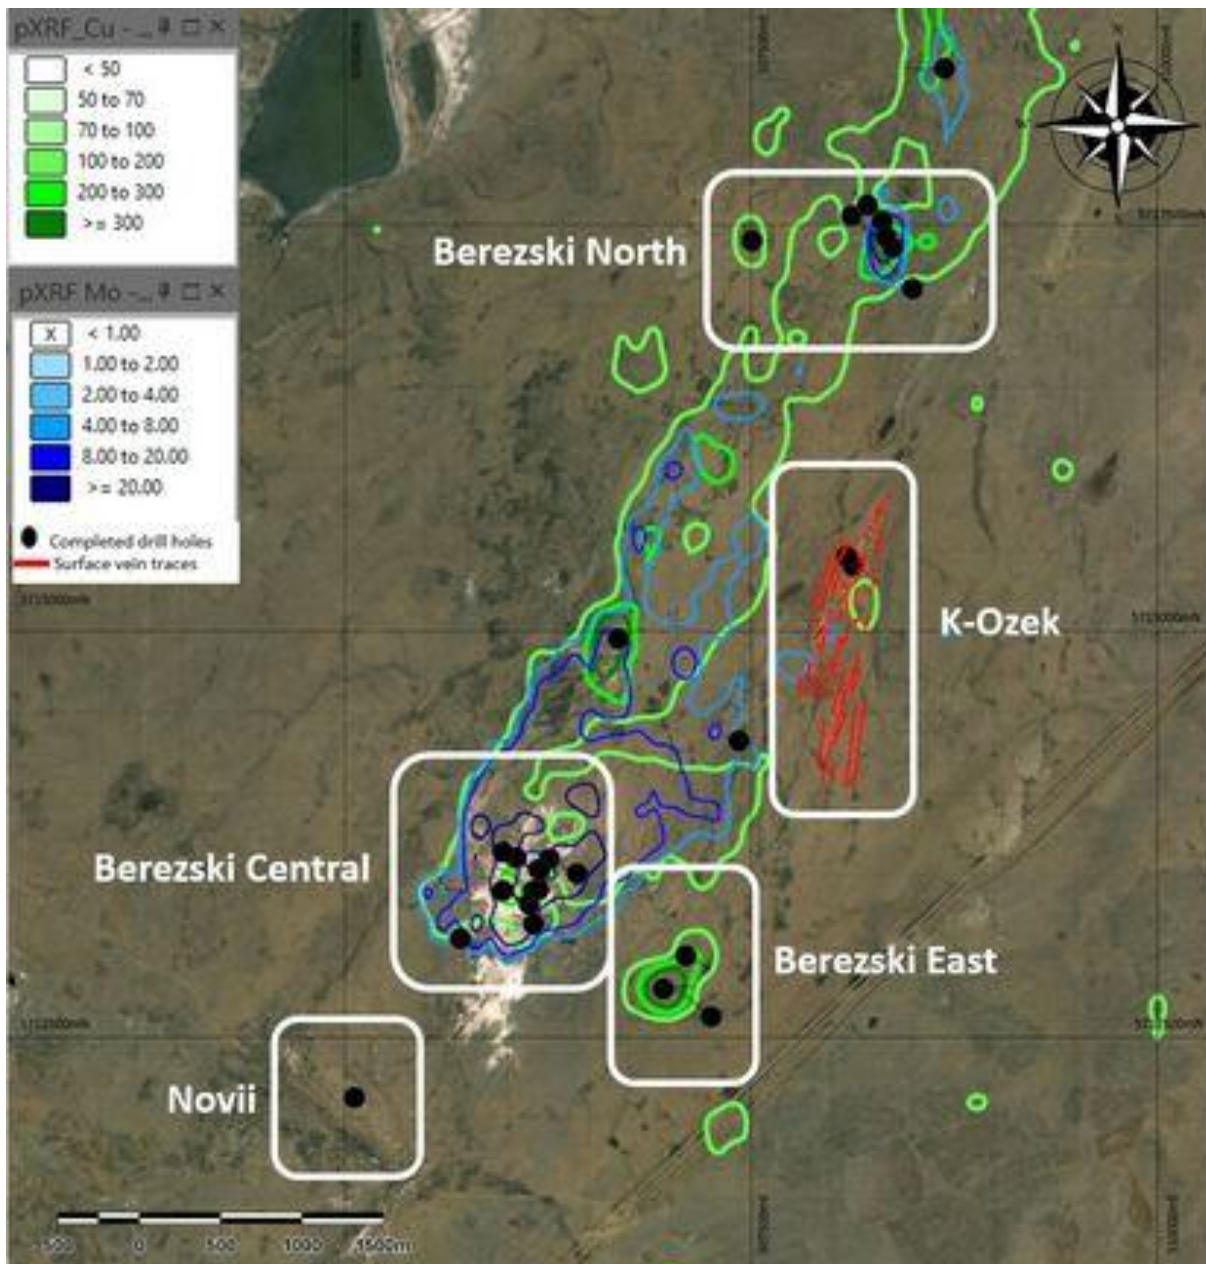 pXRF_Cu - ...
< 50
50 to 70
70 to 100
100 to 200
200 to 300
>= 300
pXRF Mo - ...
X < 1.00
1.00 to 2.00
2.00 to 4.00
4.00 to 8.00
8.00 to 20.00
>= 20.00
Completed drill holes
Surface vein traces
Berezski North
K-Ozek
Berezski Central
Berezski East
Novii
500 0 500 1000 1500m